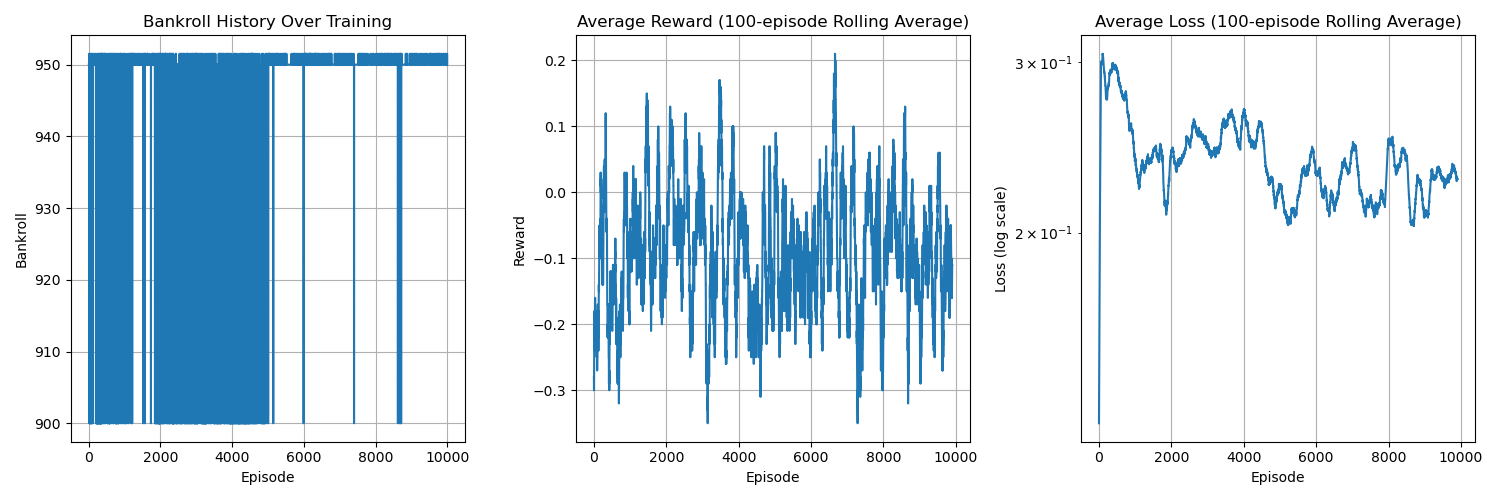 Bankroll History Over Training
Bankroll
950
940
930
920
910
900
0 2000 4000 6000 8000 10000
Episode
Average Reward (100-episode Rolling Average)
Reward
0.2
0.1
0.0
−0.1
−0.2
−0.3
0 2000 4000 6000 8000 10000
Episode
Average Loss (100-episode Rolling Average)
Loss (log scale)
3 × 10⁻¹
2 × 10⁻¹
0 2000 4000 6000 8000 10000
Episode